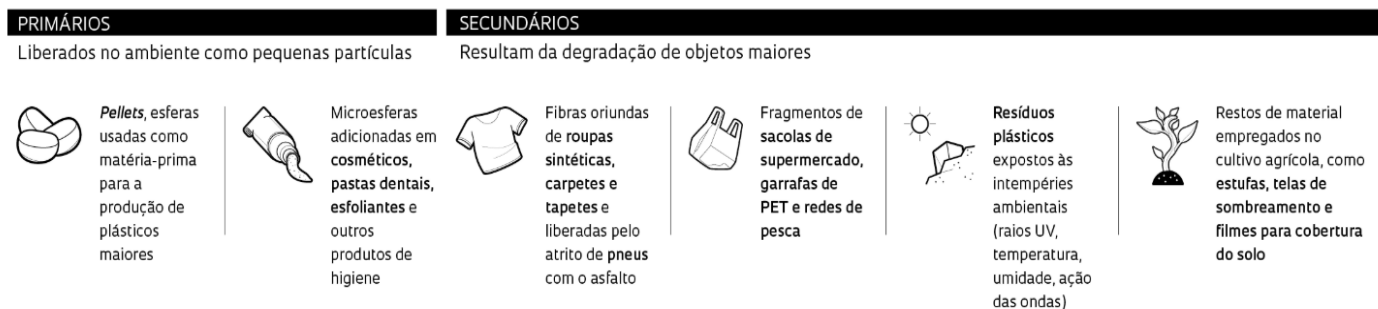 PRIMÁRIOS
Liberados no ambiente como pequenas partículas
Pellets, esferas
usadas como
matéria-prima
para a
produção de
plásticos
maiores
Microesferas
adicionadas em
cosméticos,
pastas dentais,
esfoliantes e
outros
produtos de
higiene
SECUNDÁRIOS
Resultam da degradação de objetos maiores
Fibras oriundas
de roupas
sintéticas,
carpetes e
tapetes e
liberadas pelo
atrito de pneus
com o asfalto
Fragmentos de
sacolas de
supermercado,
garrafas de
PET e redes de
pesca
Resíduos
plásticos
expostos às
intempéries
ambientais
(raios UV,
temperatura,
umidade, ação
das ondas)
Restos de material
empregados no
cultivo agrícola, como
estufas, telas de
sombreamento e
filmes para cobertura
do solo